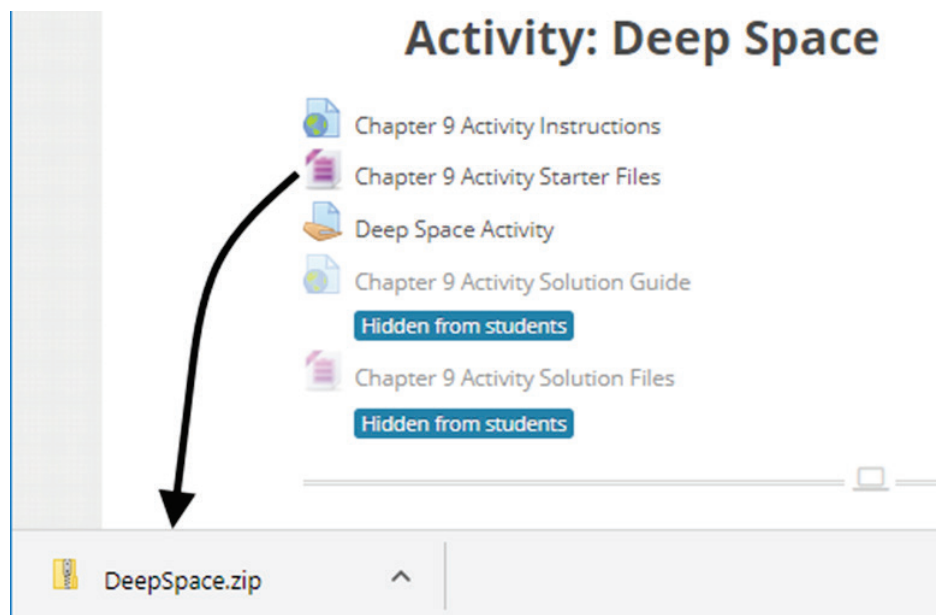 Activity: Deep Space
Chapter 9 Activity Instructions
Chapter 9 Activity Starter Files
Deep Space Activity
Chapter 9 Activity Solution Guide
Hidden from students
Chapter 9 Activity Solution Files
Hidden from students
DeepSpace.zip